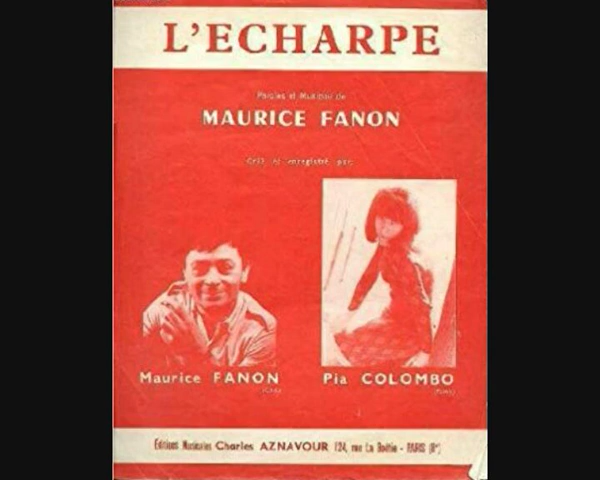 L'ECHARPE
Paroles et Musique de
MAURICE FANON
Créé et enregistré par
Maurice FANON
Pia COLOMBO
Editions Musicales Charles AZNAVOUR 124, rue La Boétie - PARIS (8e)